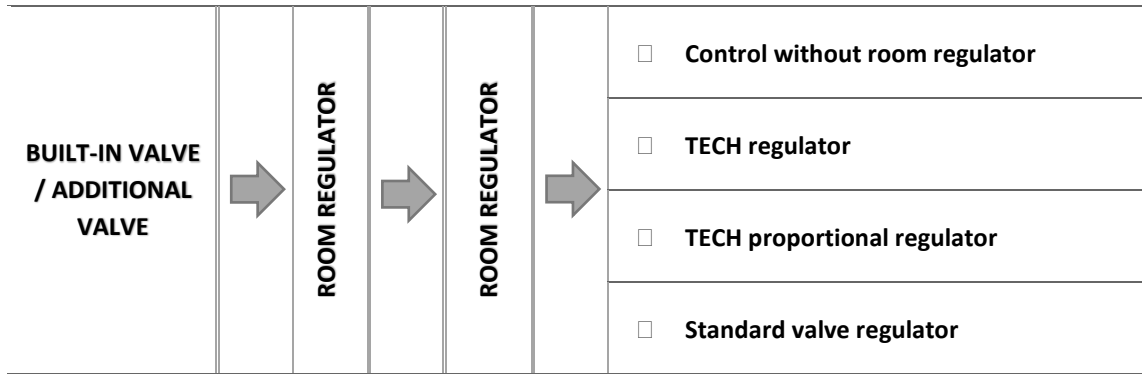 BUILT-IN VALVE
/ ADDITIONAL
VALVE
ROOM REGULATOR
ROOM REGULATOR
Control without room regulator
TECH regulator
TECH proportional regulator
Standard valve regulator